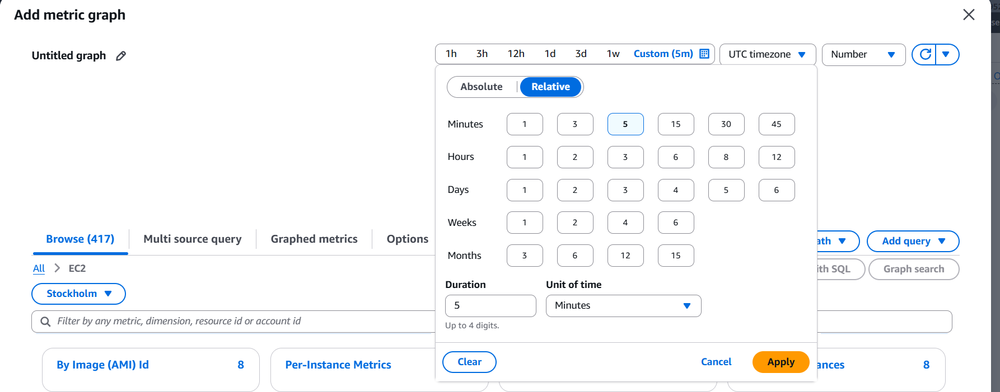 Add metric graph
Untitled graph
1h 3h 12h 1d 3d 1w Custom (5m) UTC timezone Number
Absolute Relative
Minutes 1 3 5 15 30 45
Hours 1 2 3 6 8 12
Days 1 2 3 4 5 6
Weeks 1 2 4 6
Months 3 6 12 15
Browse (417) Multi source query Graphed metrics Options ath Add query
All EC2 ith SQL Graph search
Duration Unit of time
Stockholm 5 Minutes
Filter by any metric, dimension, resource id or account id
Up to 4 digits.
Clear Cancel Apply
By Image (AMI) Id 8 Per-Instance Metrics ances 8